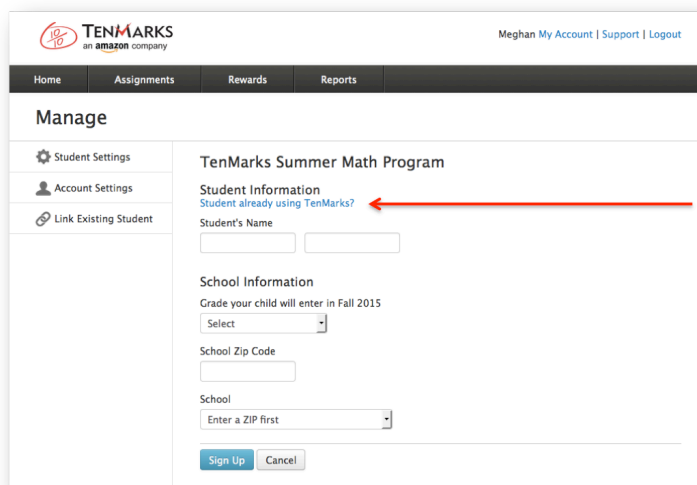 10
10
TENMARKS
an amazon company
Meghan My Account | Support | Logout
Home Assignments Rewards Reports
Manage
Student Settings
Account Settings
Link Existing Student
TenMarks Summer Math Program
Student Information
Student already using TenMarks?
Student's Name
School Information
Grade your child will enter in Fall 2015
Select
School Zip Code
School
Enter a ZIP first
Sign Up Cancel